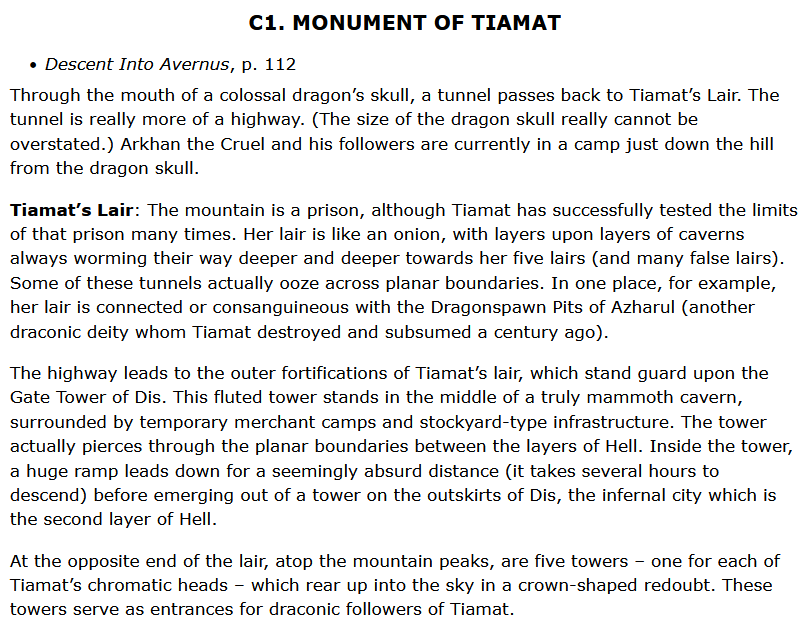 C1. MONUMENT OF TIAMAT
• Descent Into Avernus, p. 112
Through the mouth of a colossal dragon’s skull, a tunnel passes back to Tiamat’s Lair. The
tunnel is really more of a highway. (The size of the dragon skull really cannot be
overstated.) Arkhan the Cruel and his followers are currently in a camp just down the hill
from the dragon skull.
Tiamat’s Lair: The mountain is a prison, although Tiamat has successfully tested the limits
of that prison many times. Her lair is like an onion, with layers upon layers of caverns
always worming their way deeper and deeper towards her five lairs (and many false lairs).
Some of these tunnels actually ooze across planar boundaries. In one place, for example,
her lair is connected or consanguineous with the Dragonspawn Pits of Azharul (another
draconic deity whom Tiamat destroyed and subsumed a century ago).
The highway leads to the outer fortifications of Tiamat’s lair, which stand guard upon the
Gate Tower of Dis. This fluted tower stands in the middle of a truly mammoth cavern,
surrounded by temporary merchant camps and stockyard-type infrastructure. The tower
actually pierces through the planar boundaries between the layers of Hell. Inside the tower,
a huge ramp leads down for a seemingly absurd distance (it takes several hours to
descend) before emerging out of a tower on the outskirts of Dis, the infernal city which is
the second layer of Hell.
At the opposite end of the lair, atop the mountain peaks, are five towers – one for each of
Tiamat’s chromatic heads – which rear up into the sky in a crown-shaped redoubt. These
towers serve as entrances for draconic followers of Tiamat.